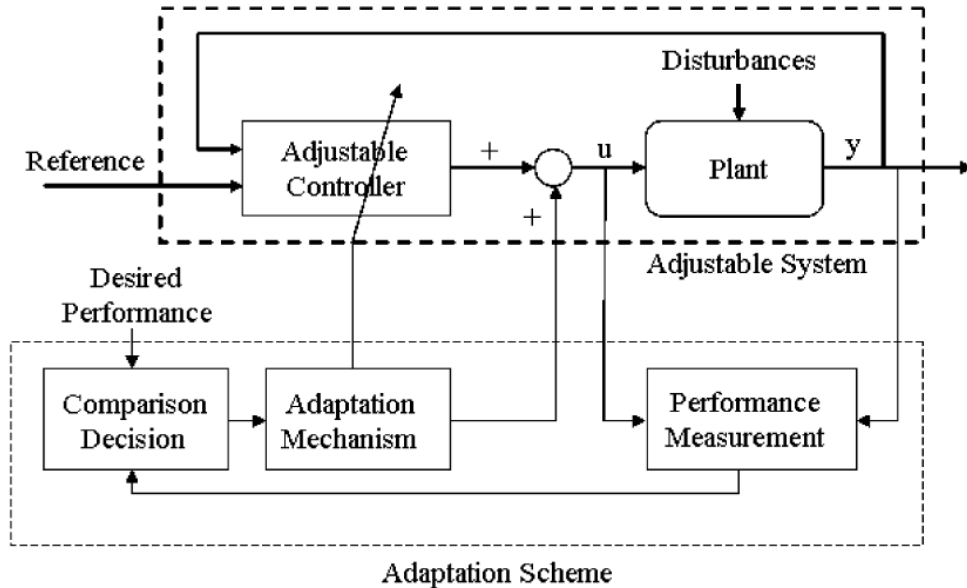 Disturbances
Reference
Adjustable
Controller
+
+
u
Plant
y
Adjustable System
Desired
Performance
Comparison
Decision
Adaptation
Mechanism
Performance
Measurement
Adaptation Scheme